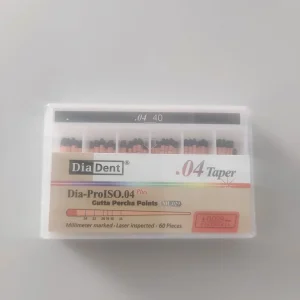 .04 40
DiaDent®
.04 Taper
Dia-ProISO.04
Gutta Percha Points
Millimeter marked • Laser inspected • 60 Pieces